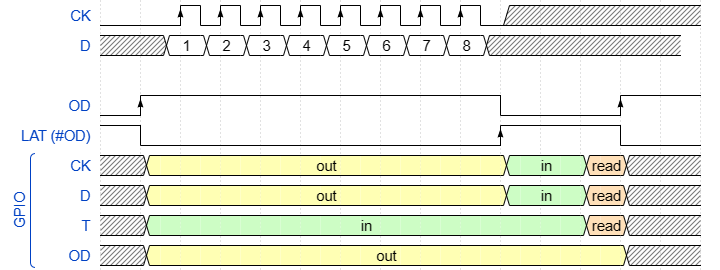 CK
D 1 2 3 4 5 6 7 8
OD
LAT (#OD)
GPIO
CK out in read
D out in read
T in read
OD out